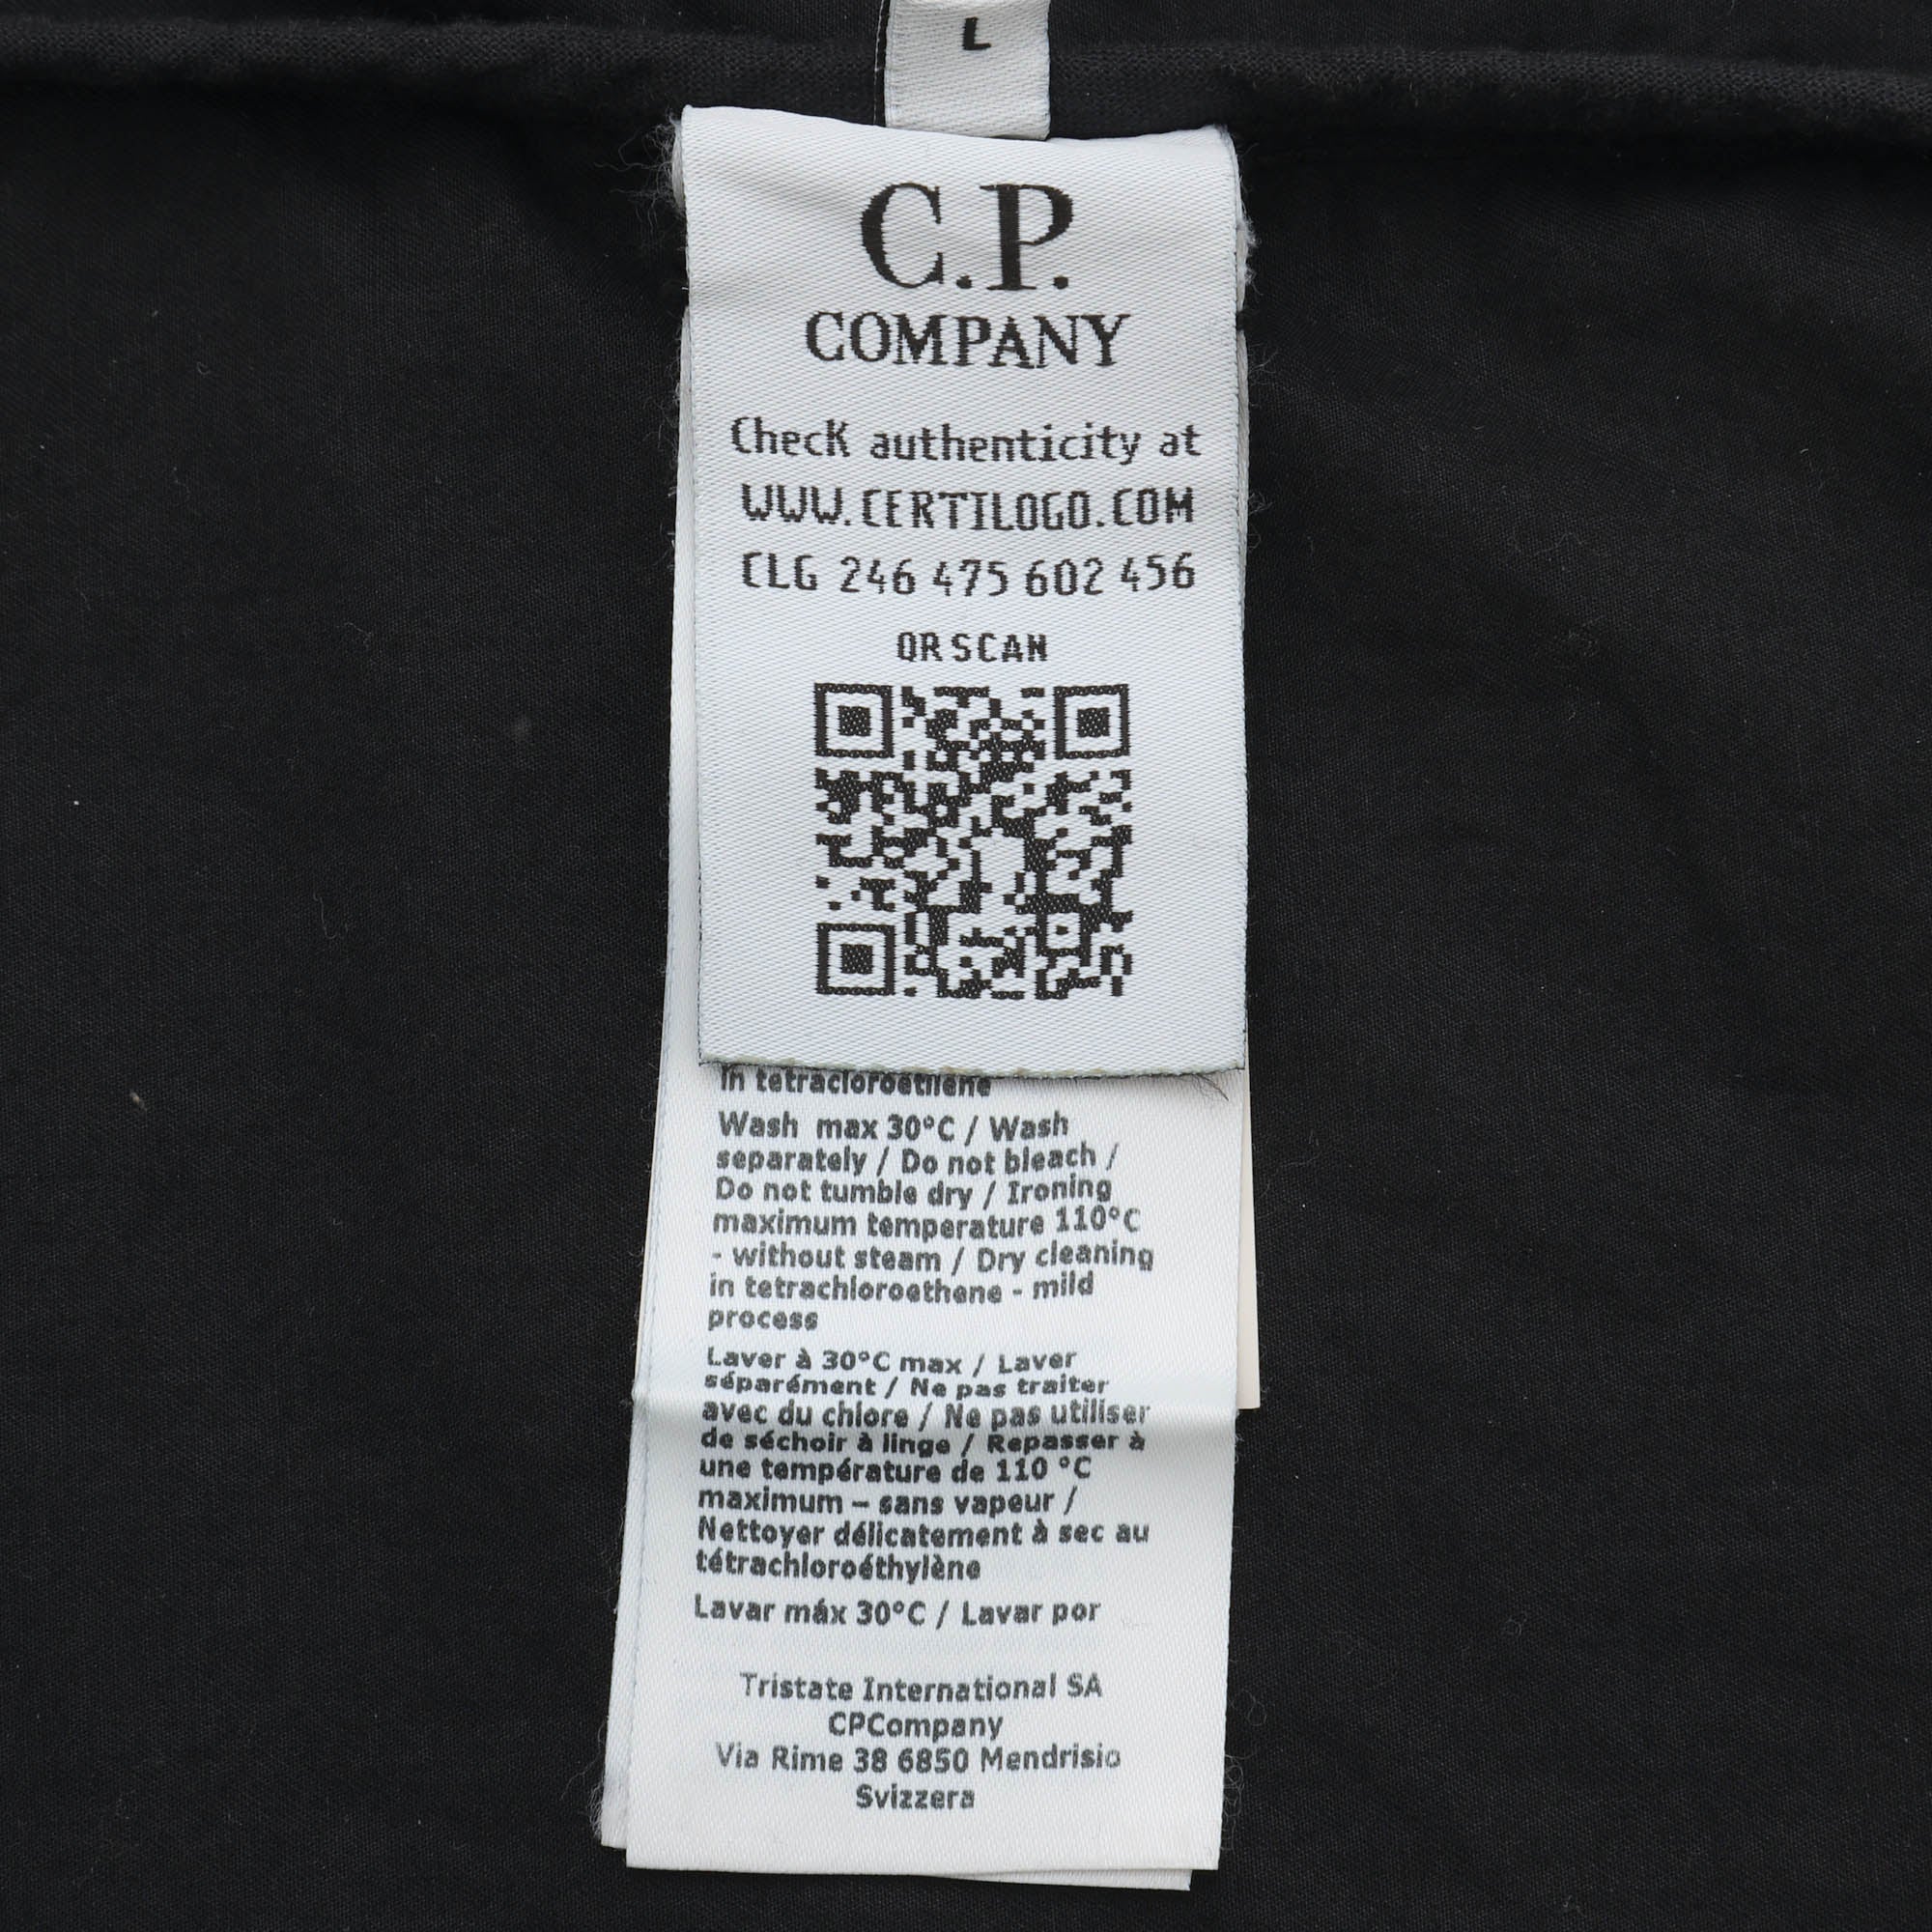 L
C.P.
COMPANY
Check authenticity at
WWW.CERTILOGO.COM
CLG 246 475 602 456
QR SCAN
in tetracloroetilene
Wash max 30°C / Wash
separately / Do not bleach /
Do not tumble dry / Ironing
maximum temperature 110°C
- without steam / Dry cleaning
in tetrachloroethene - mild
process
Laver à 30°C max / Laver
séparément / Ne pas traiter
avec du chlore / Ne pas utiliser
de séchoir à linge / Repasser à
une température de 110 °C
maximum – sans vapeur /
Nettoyer délicatement à sec au
tétrachloroéthylène
Lavar máx 30°C / Lavar por
Tristate International SA
CPCompany
Via Rime 38 6850 Mendrisio
Svizzera